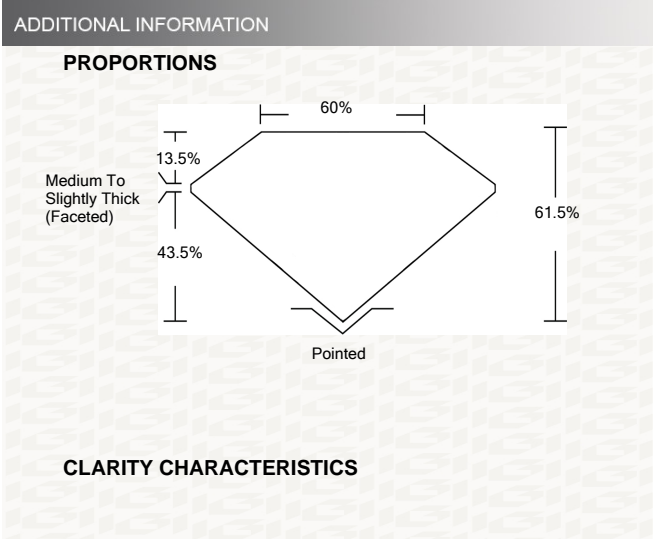 ADDITIONAL INFORMATION
PROPORTIONS
60%
13.5%
Medium To
Slightly Thick
(Faceted)
61.5%
43.5%
Pointed
CLARITY CHARACTERISTICS